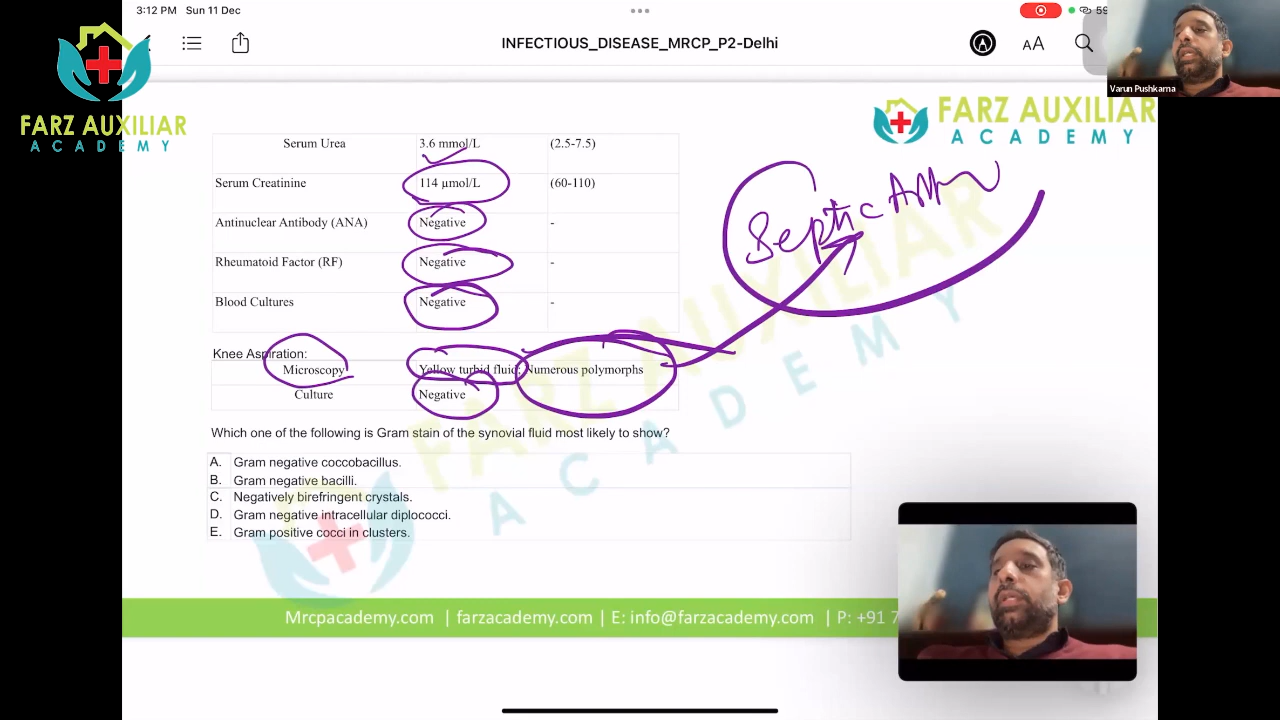 3:12 PM Sun 11 Dec
59
INFECTIOUS_DISEASE_MRCP_P2-Delhi
AA
Varun Pushkarna
FARZ AUXILIAR
ACADEMY
FARZ AUXILIAR
ACADEMY
Serum Urea 3.6 mmol/L (2.5-7.5)
Serum Creatinine 114 µmol/L (60-110)
Antinuclear Antibody (ANA) Negative -
Rheumatoid Factor (RF) Negative -
Blood Cultures Negative -
Septic
Knee Aspiration:
Microscopy Yellow turbid fluid; Numerous polymorphs
Culture Negative
Which one of the following is Gram stain of the synovial fluid most likely to show?
A. Gram negative coccobacillus.
B. Gram negative bacilli.
C. Negatively birefringent crystals.
D. Gram negative intracellular diplococci.
E. Gram positive cocci in clusters.
FARZ AUXILIAR
ACADEMY
Mrcpacademy.com | farzacademy.com | E: info@farzacademy.com | P: +91 7